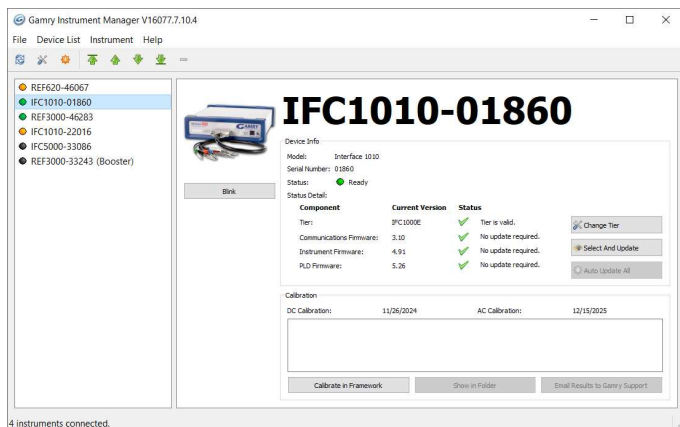 Gamry Instrument Manager V16077.7.10.4
File Device List Instrument Help
REF620-46067
IFC1010-01860
REF3000-46283
IFC1010-22016
IFC5000-33086
REF3000-33243 (Booster)
GAMRY
Blink
IFC1010-01860
Device Info
Model: Interface 1010
Serial Number: 01860
Status: Ready
Status Detail:
Component Current Version Status
Tier: IFC1000E Tier is valid.
Communications Firmware: 3.10 No update required.
Instrument Firmware: 4.91 No update required.
PLD Firmware: 5.26 No update required.
Change Tier
Select And Update
Auto Update All
Calibration
DC Calibration: 11/26/2024 AC Calibration: 12/15/2025
Calibrate in Framework Show in Folder Email Results to Gamry Support
4 instruments connected.